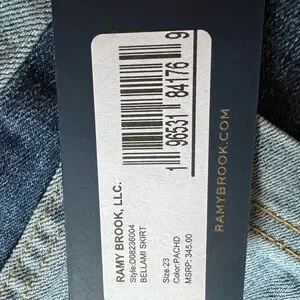 1 96531 84176 9
RAMY BROOK, LLC.
Style:D08236004
BELLAMI SKIRT
Size:23
Color:PACHD
MSRP: 345.00
RAMYBROOK.COM